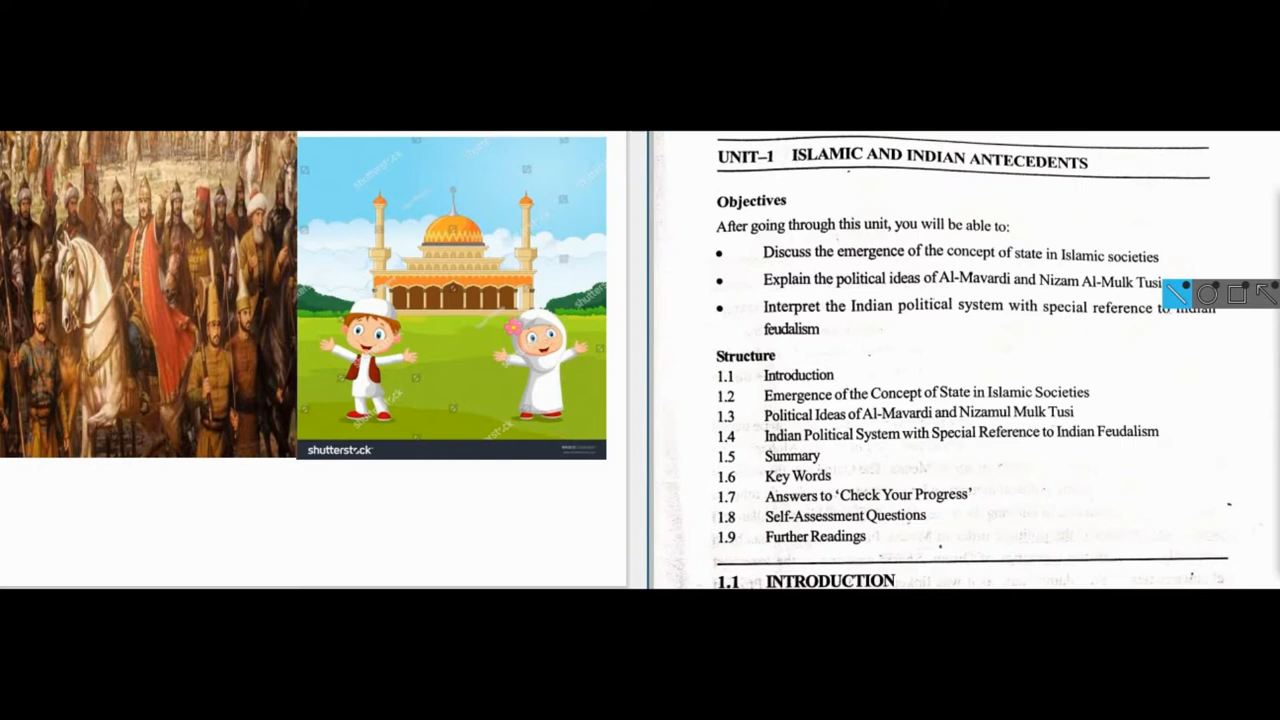 shutterstock
UNIT–1 ISLAMIC AND INDIAN ANTECEDENTS
Objectives
After going through this unit, you will be able to:
• Discuss the emergence of the concept of state in Islamic societies
• Explain the political ideas of Al-Mavardi and Nizam Al-Mulk Tusi
• Interpret the Indian political system with special reference to Indian
feudalism
Structure
1.1 Introduction
1.2 Emergence of the Concept of State in Islamic Societies
1.3 Political Ideas of Al-Mavardi and Nizamul Mulk Tusi
1.4 Indian Political System with Special Reference to Indian Feudalism
1.5 Summary
1.6 Key Words
1.7 Answers to ‘Check Your Progress’
1.8 Self-Assessment Questions
1.9 Further Readings
1.1 INTRODUCTION